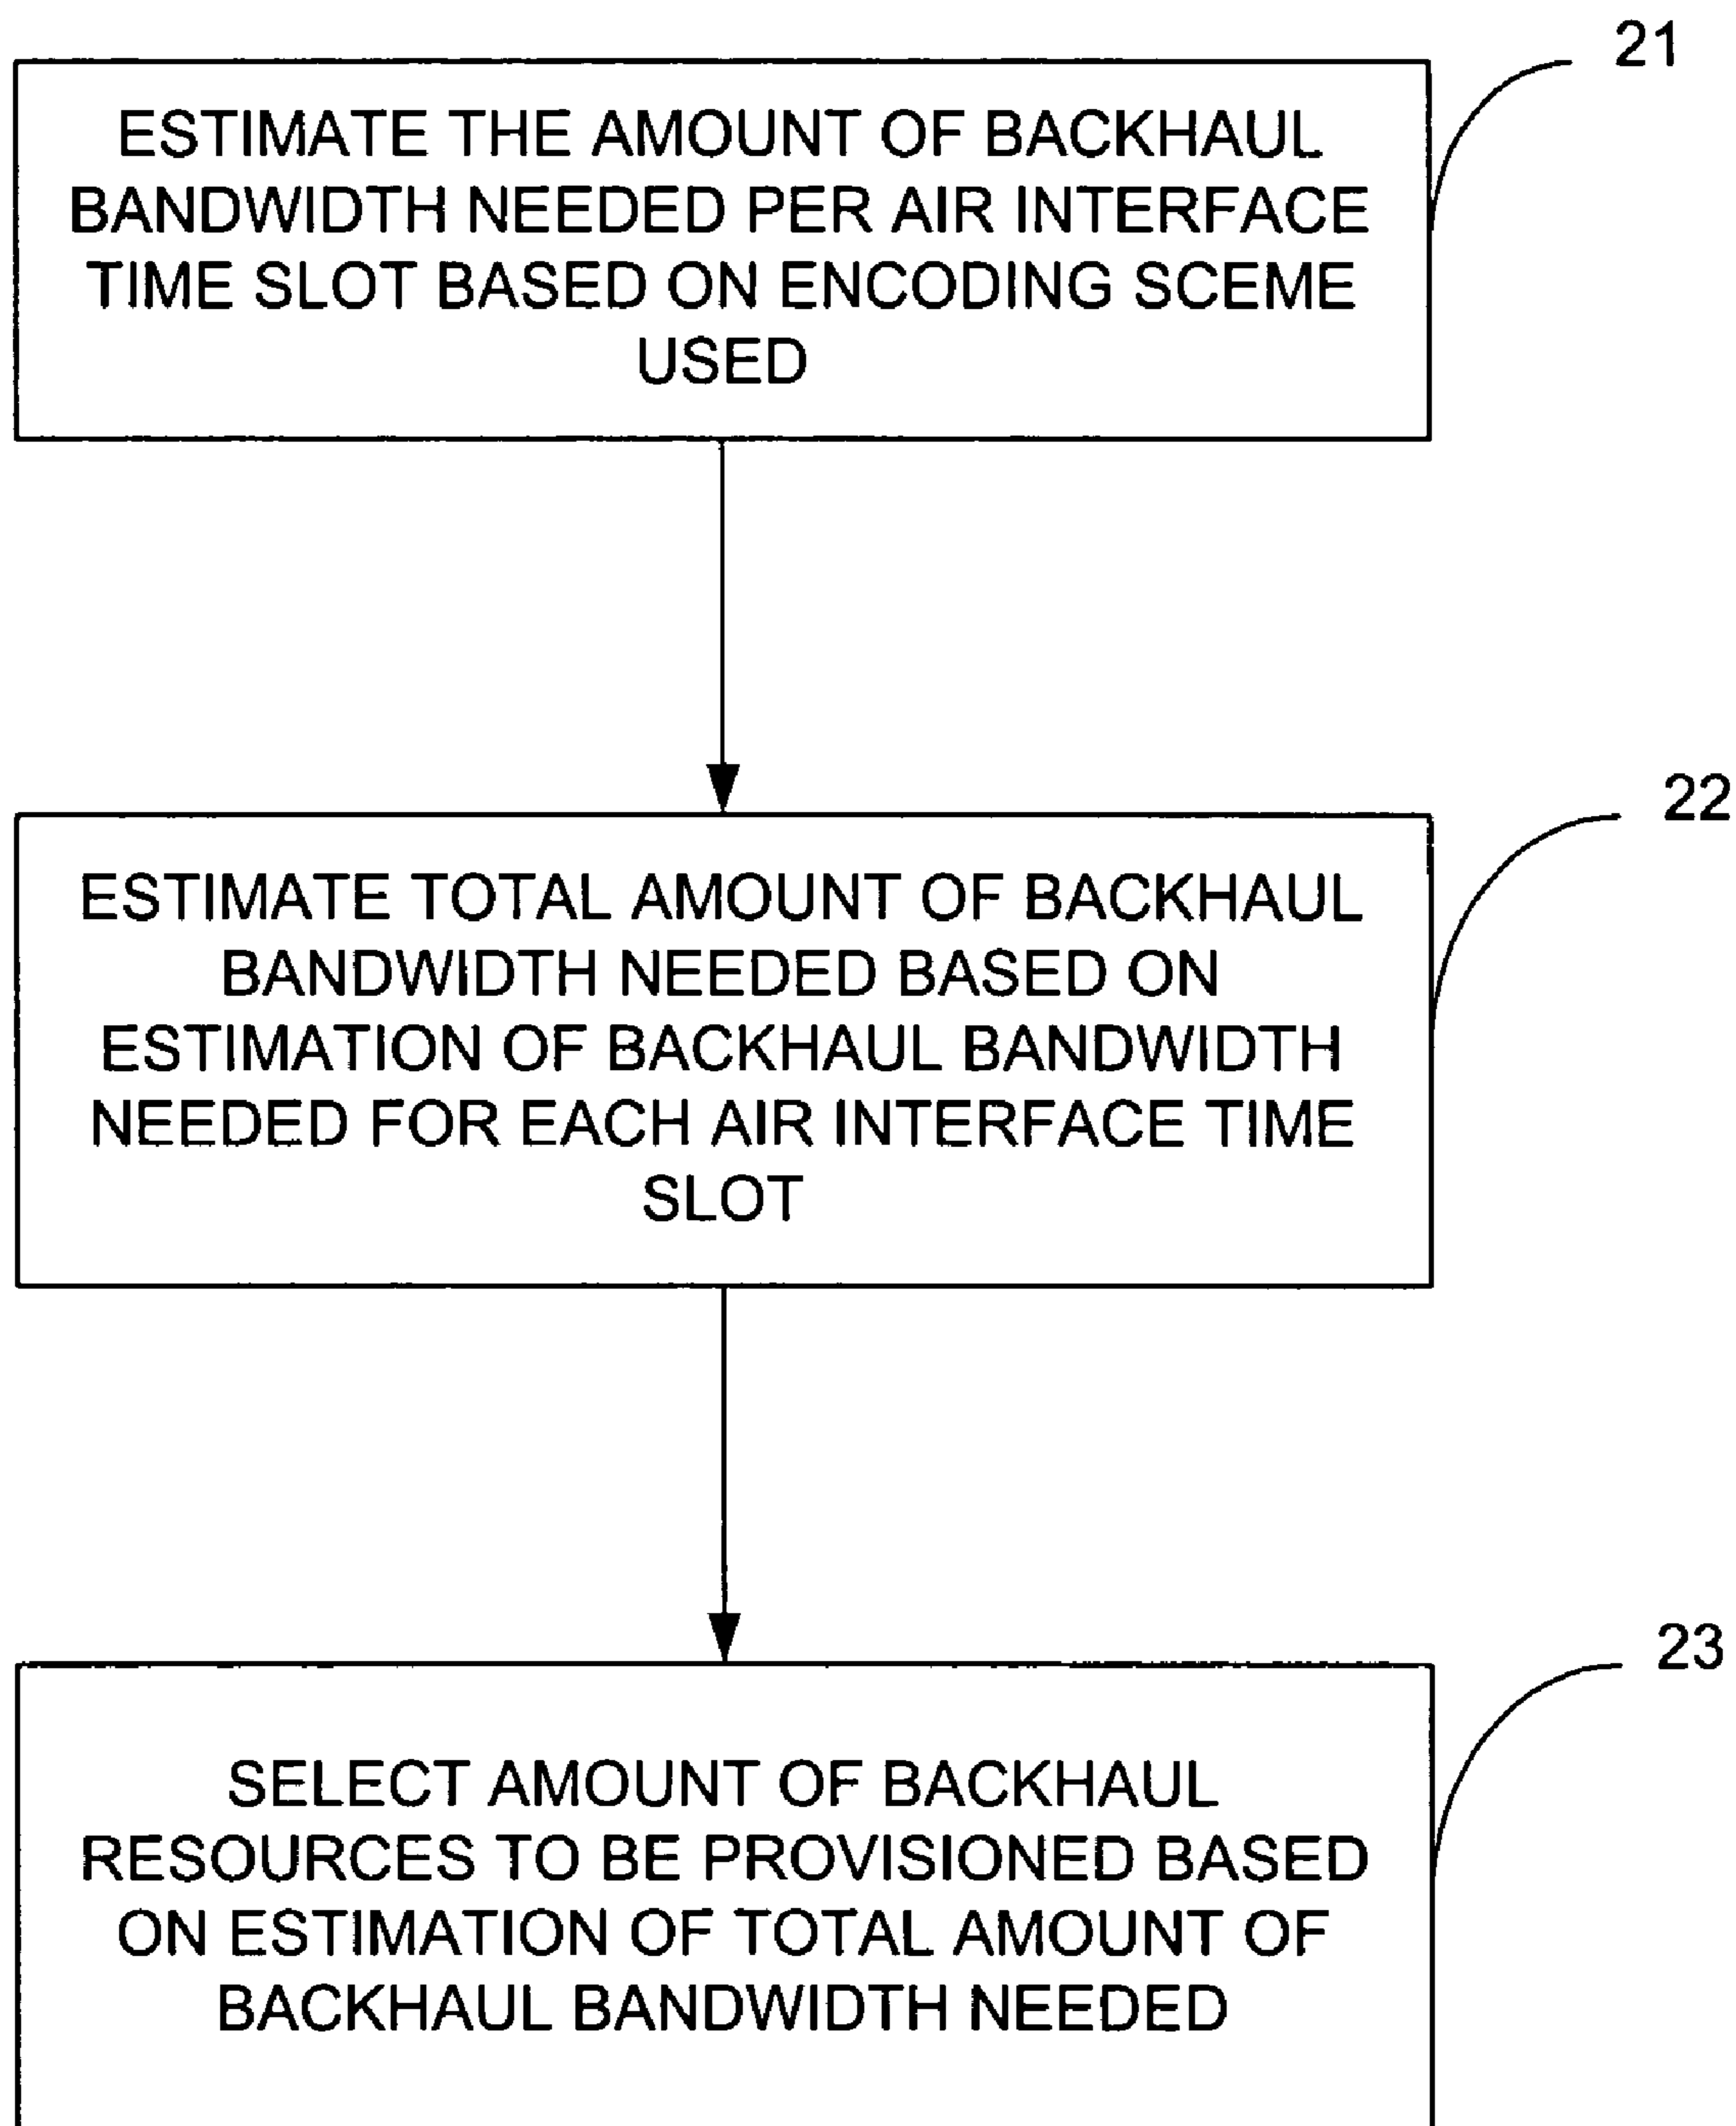 21
ESTIMATE THE AMOUNT OF BACKHAUL
BANDWIDTH NEEDED PER AIR INTERFACE
TIME SLOT BASED ON ENCODING SCEME
USED
22
ESTIMATE TOTAL AMOUNT OF BACKHAUL
BANDWIDTH NEEDED BASED ON
ESTIMATION OF BACKHAUL BANDWIDTH
NEEDED FOR EACH AIR INTERFACE TIME
SLOT
23
SELECT AMOUNT OF BACKHAUL
RESOURCES TO BE PROVISIONED BASED
ON ESTIMATION OF TOTAL AMOUNT OF
BACKHAUL BANDWIDTH NEEDED